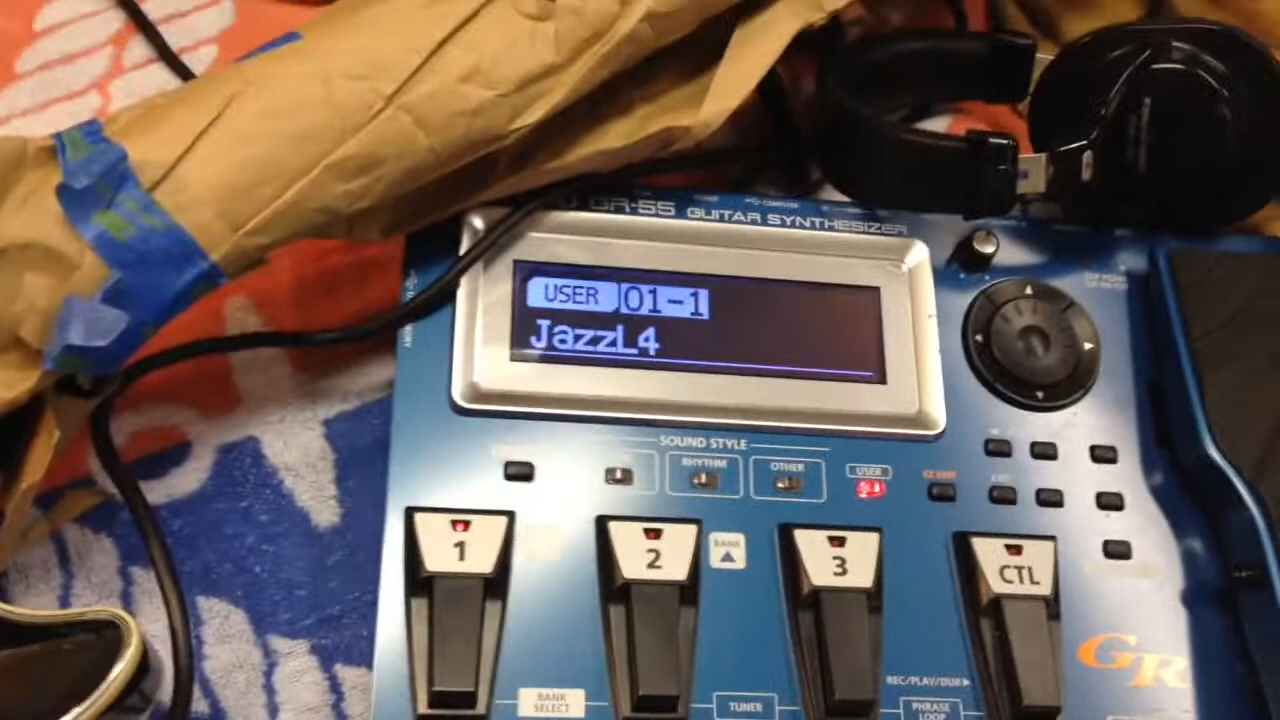 GR-55 GUITAR SYNTHESIZER
USER 01-1
JazzL4
SOUND STYLE
RHYTHM
OTHER
USER
1
2
BANK
3
CTL
GR
REC/PLAY/DUB
BANK SELECT
TUNER
PHRASE LOOP